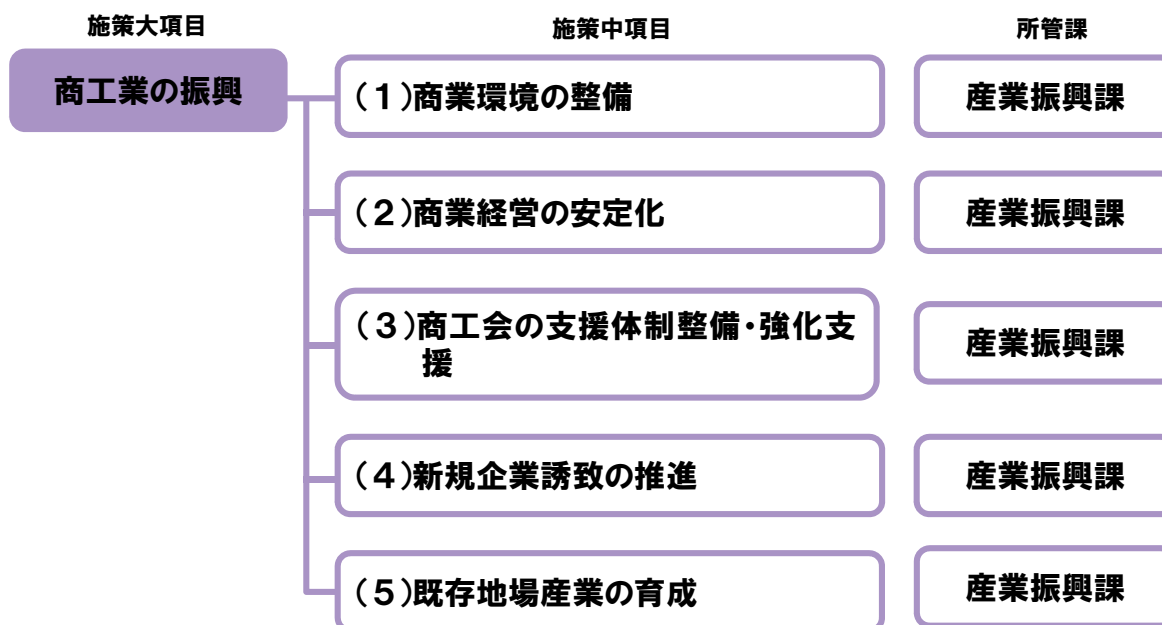 施策大項目
施策中項目
所管課
商工業の振興
（1）商業環境の整備
産業振興課
（2）商業経営の安定化
産業振興課
（3）商工会の支援体制整備・強化支
援
産業振興課
（4）新規企業誘致の推進
産業振興課
（5）既存地場産業の育成
産業振興課